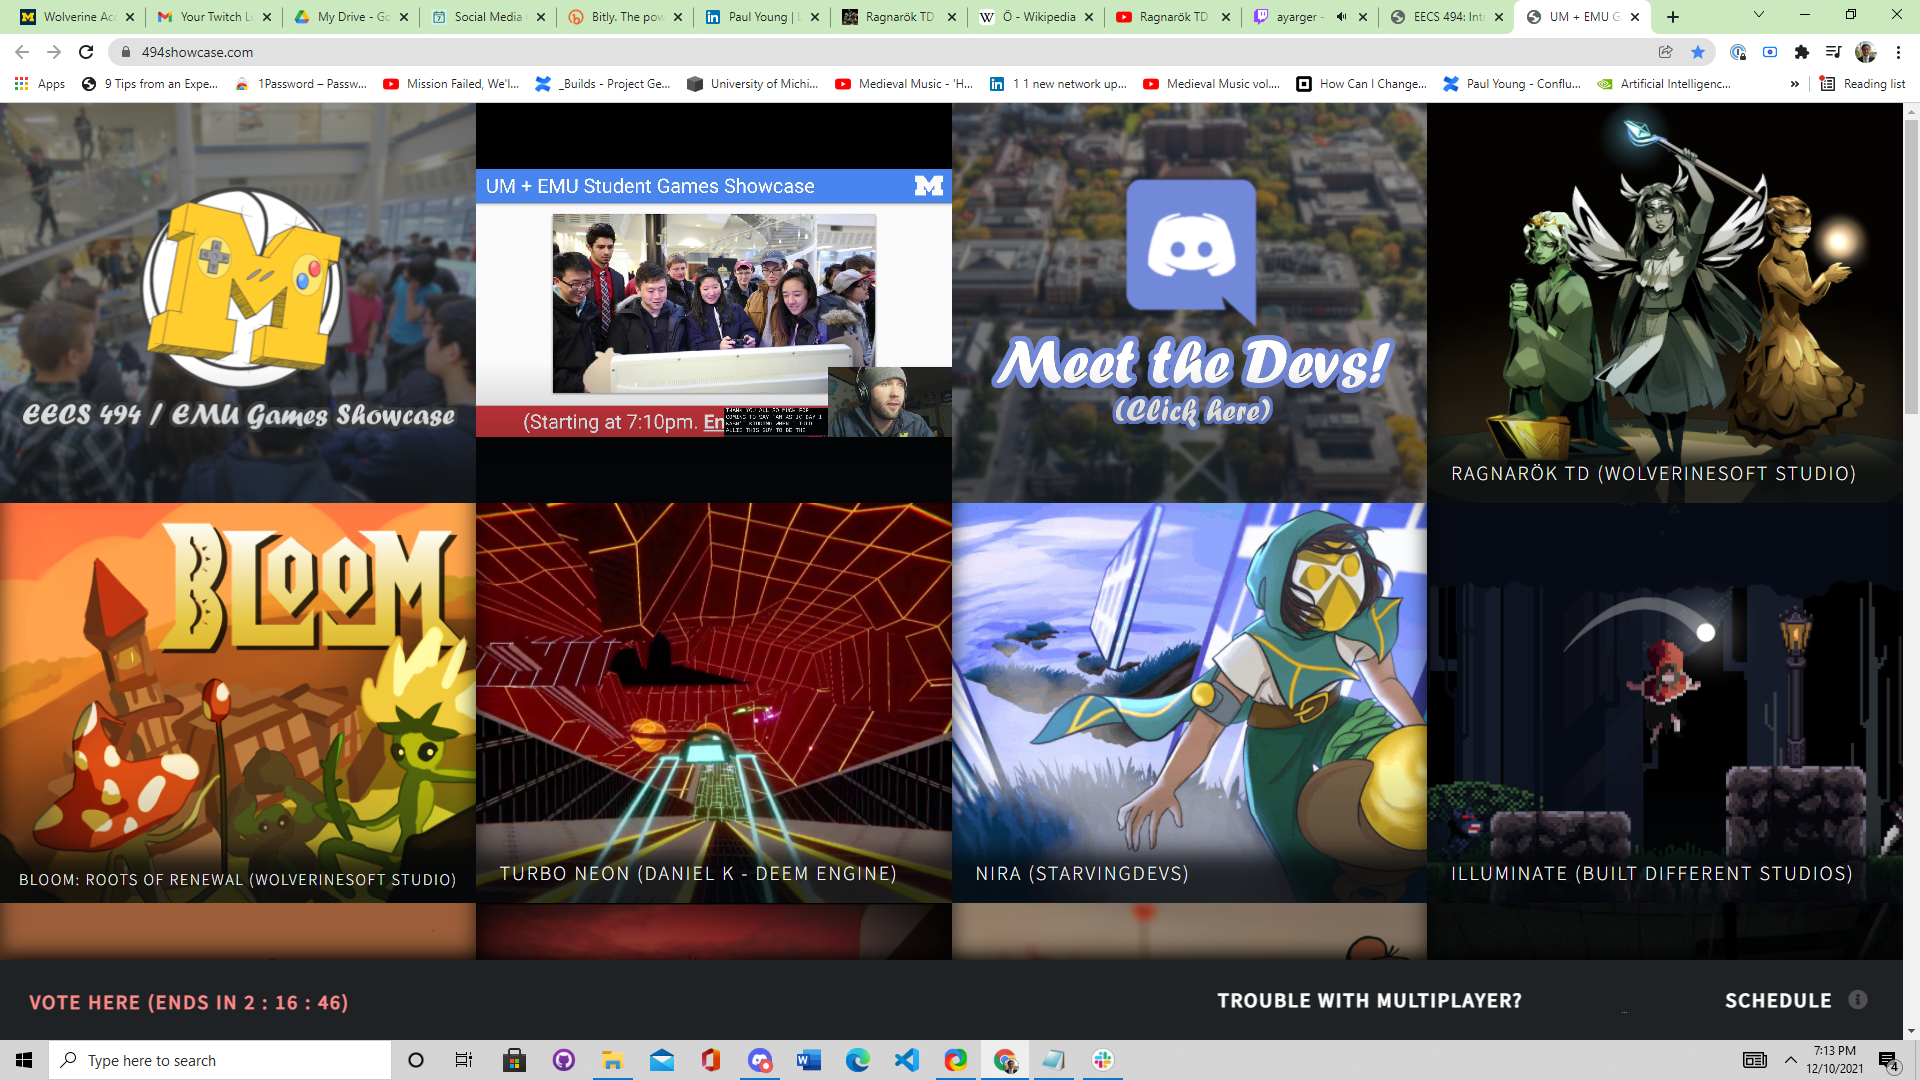 Wolverine Acc
Your Twitch Lo
My Drive - Go
Social Media
Bitly. The pow
Paul Young | L
Ragnarök TD
Ö - Wikipedia
Ragnarök TD
ayarger -
EECS 494: Int
UM + EMU G
494showcase.com
Apps
9 Tips from an Expe...
1Password – Passw...
Mission Failed, We'l...
_Builds - Project Ge...
University of Michi...
Medieval Music - 'H...
1 1 new network up...
Medieval Music vol....
How Can I Change...
Paul Young - Conflu...
Artificial Intelligenc...
»
Reading list
EECS 494 / EMU Games Showcase
UM + EMU Student Games Showcase
(Starting at 7:10pm. En
Meet the Devs!
(Click here)
RAGNARÖK TD (WOLVERINESOFT STUDIO)
BLOOM
BLOOM: ROOTS OF RENEWAL (WOLVERINESOFT STUDIO)
TURBO NEON (DANIEL K - DEEM ENGINE)
NIRA (STARVINGDEVS)
ILLUMINATE (BUILT DIFFERENT STUDIOS)
VOTE HERE (ENDS IN 2 : 16 : 46)
TROUBLE WITH MULTIPLAYER?
SCHEDULE
Type here to search
7:13 PM
12/10/2021
4